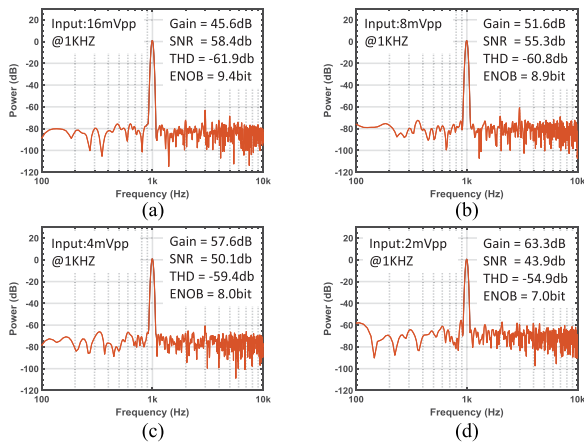 Input:16mVpp
@1KHZ
Gain = 45.6dB
SNR = 58.4db
THD = -61.9db
ENOB = 9.4bit
Power (dB)
20
0
-20
-40
-60
-80
-100
-120
100
1k
10k
Frequency (Hz)
(a)
Input:8mVpp
@1KHZ
Gain = 51.6dB
SNR = 55.3db
THD = -60.8db
ENOB = 8.9bit
Power (dB)
20
0
-20
-40
-60
-80
-100
-120
100
1k
10k
Frequency (Hz)
(b)
Input:4mVpp
@1KHZ
Gain = 57.6dB
SNR = 50.1db
THD = -59.4db
ENOB = 8.0bit
Power (dB)
20
0
-20
-40
-60
-80
-100
-120
100
1k
10k
Frequency (Hz)
(c)
Input:2mVpp
@1KHZ
Gain = 63.3dB
SNR = 43.9db
THD = -54.9db
ENOB = 7.0bit
Power (dB)
20
0
-20
-40
-60
-80
-100
-120
100
1k
10k
Frequency (Hz)
(d)